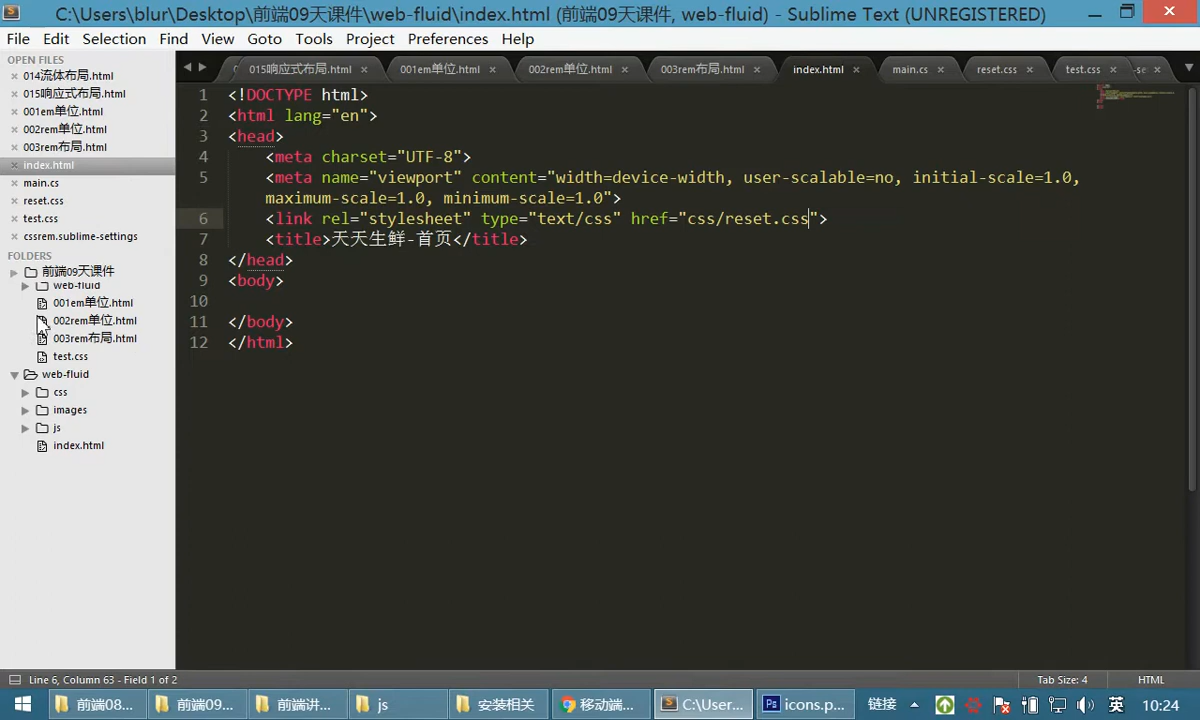 C:\Users\blur\Desktop\前端09天课件\web-fluid\index.html (前端09天课件, web-fluid) - Sublime Text (UNREGISTERED)
File Edit Selection Find View Goto Tools Project Preferences Help
OPEN FILES
014流体布局.html
015响应式布局.html
001em单位.html
002rem单位.html
003rem布局.html
index.html
main.cs
reset.css
test.css
cssrem.sublime-settings
FOLDERS
前端09天课件
web-fluid
001em单位.html
002rem单位.html
003rem布局.html
test.css
web-fluid
css
images
js
index.html
015响应式布局.html 001em单位.html 002rem单位.html 003rem布局.html index.html main.cs reset.css test.css -se
1 <!DOCTYPE html>
2 <html lang="en">
3 <head>
4 <meta charset="UTF-8">
5 <meta name="viewport" content="width=device-width, user-scalable=no, initial-scale=1.0,
maximum-scale=1.0, minimum-scale=1.0">
6 <link rel="stylesheet" type="text/css" href="css/reset.css">
7 <title>天天生鲜-首页</title>
8 </head>
9 <body>
10
11 </body>
12 </html>
Line 6, Column 63 - Field 1 of 2 Tab Size: 4 HTML
前端08... 前端09... 前端讲... js 安装相关 移动端... C:\User... Ps icons.p... 链接 英 10:24